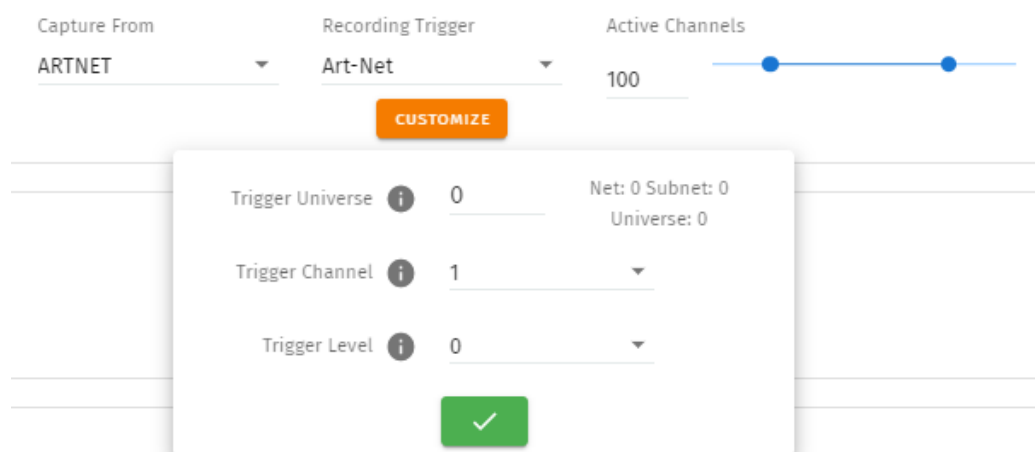 Capture From
Recording Trigger
Active Channels
ARTNET
Art-Net
100
CUSTOMIZE
Trigger Universe
0
Net: 0 Subnet: 0
Universe: 0
Trigger Channel
1
Trigger Level
0